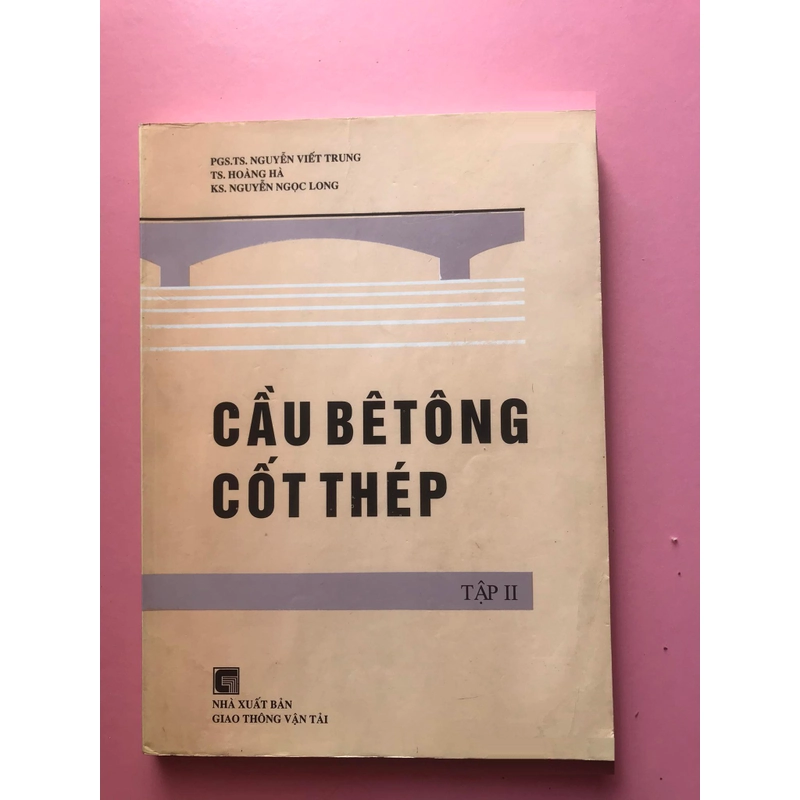 PGS.TS. NGUYỄN VIẾT TRUNG
TS. HOÀNG HÀ
KS. NGUYỄN NGỌC LONG
CẦU BÊTÔNG
CỐT THÉP
TẬP II
NHÀ XUẤT BẢN
GIAO THÔNG VẬN TẢI